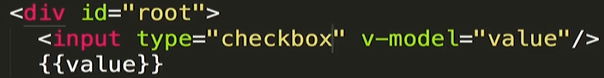 <div id="root">
<input type="checkbox" v-model="value"/>
{{value}}